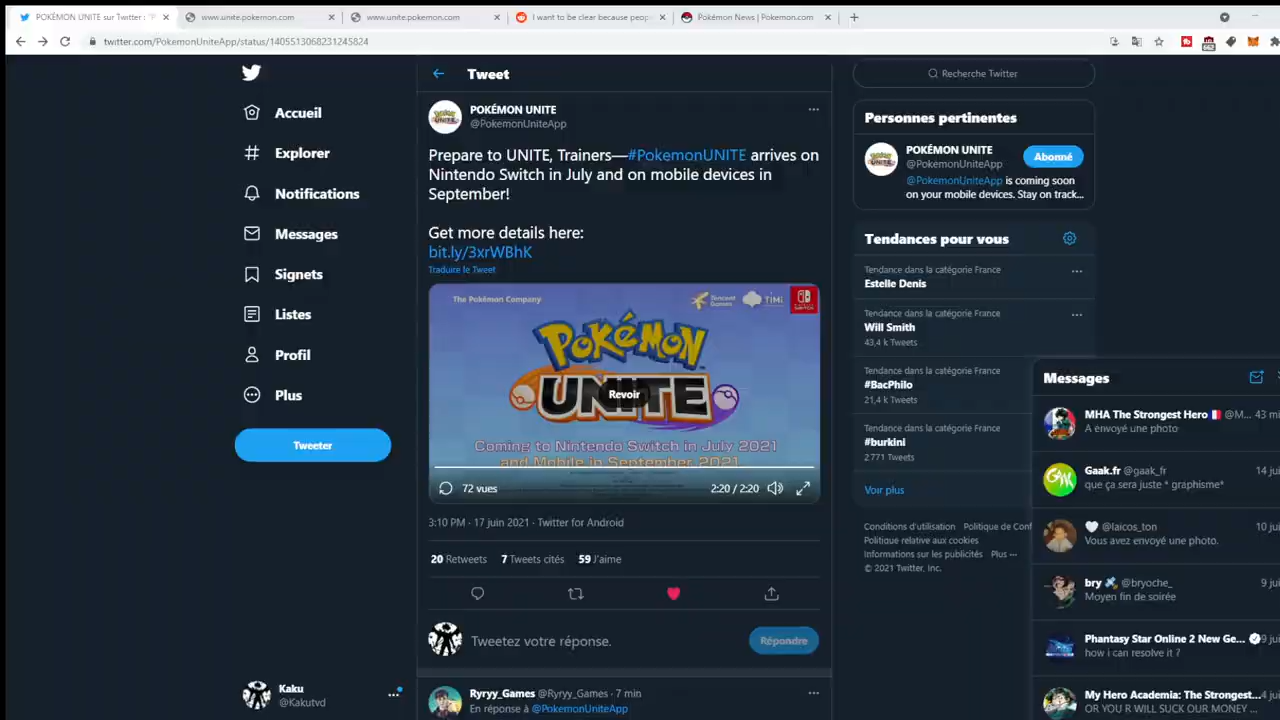 POKÉMON UNITE sur Twitter :
www.unite.pokemon.com
www.unite.pokemon.com
I want to be clear because peop
Pokémon News | Pokemon.com
twitter.com/PokemonUniteApp/status/1405513068231245824
662
Accueil
Explorer
Notifications
Messages
Signets
Listes
Profil
Plus
Tweeter
Kaku
@Kakutvd
Tweet
POKÉMON UNITE
@PokemonUniteApp
Prepare to UNITE, Trainers—#PokemonUNITE arrives on
Nintendo Switch in July and on mobile devices in
September!
Get more details here:
bit.ly/3xrWBhK
Traduire le Tweet
The Pokémon Company
Tencent Games
TiMi
POKéMON
UNITE
Revoir
Coming to Nintendo Switch in July 2021
and Mobile in September 2021
72 vues
2:20 / 2:20
3:10 PM · 17 juin 2021 · Twitter for Android
20 Retweets 7 Tweets cités 59 J'aime
Tweetez votre réponse.
Répondre
Ryryy_Games @Ryryy_Games · 7 min
En réponse à @PokemonUniteApp
Recherche Twitter
Personnes pertinentes
POKÉMON UNITE
@PokemonUniteApp
Abonné
@PokemonUniteApp is coming soon
on your mobile devices. Stay on track...
Tendances pour vous
Tendance dans la catégorie France
Estelle Denis
Tendance dans la catégorie France
Will Smith
43,4 k Tweets
Tendance dans la catégorie France
#BacPhilo
21,4 k Tweets
Tendance dans la catégorie France
#burkini
2 771 Tweets
Voir plus
Conditions d'utilisation Politique de Conf
Politique relative aux cookies
Informations sur les publicités Plus ···
© 2021 Twitter, Inc.
Messages
MHA The Strongest Hero @M... 43 mi
A envoyé une photo
Gaak.fr @gaak_fr 14 jui
que ça sera juste * graphisme*
@laicos_ton 10 jui
Vous avez envoyé une photo.
bry @bryoche_ 9 jui
Moyen fin de soirée
Phantasy Star Online 2 New Ge... 9 jui
how i can resolve it ?
My Hero Academia: The Strongest... 4 jui
OR YOU R WILL SUCK OUR MONEY ...